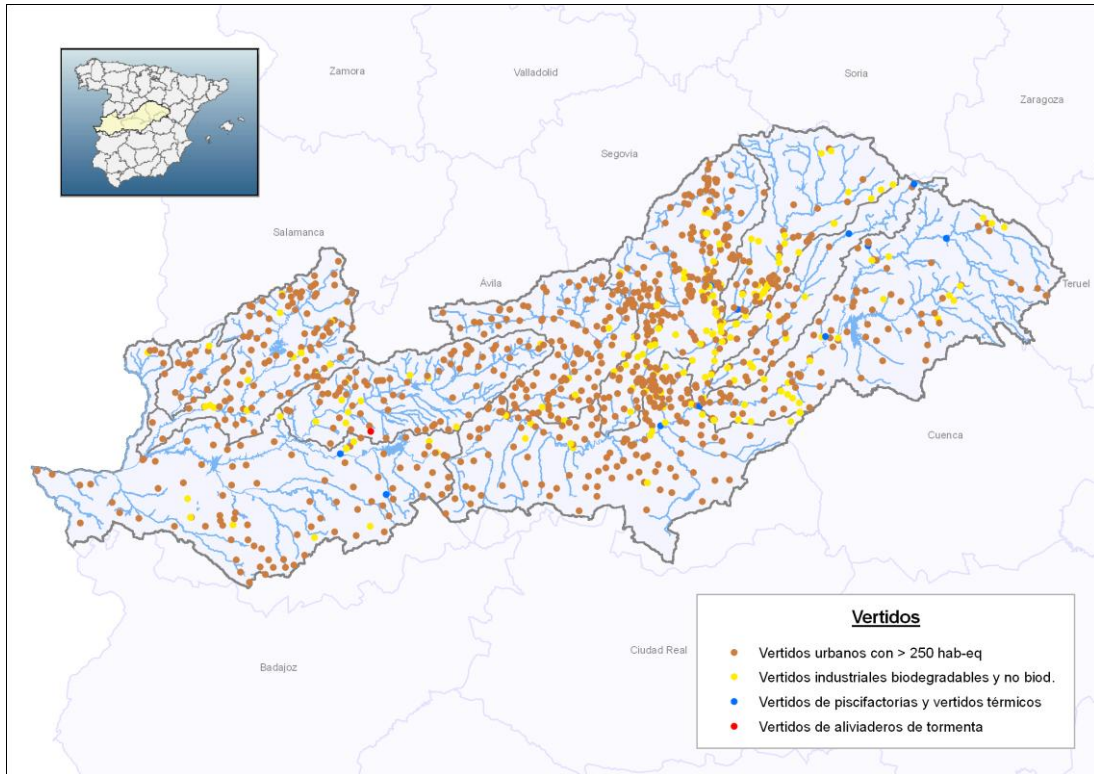 Zamora
Valladolid
Soria
Zaragoza
Segovia
Salamanca
Ávila
Teruel
Cuenca
Ciudad Real
Badajoz
Vertidos
Vertidos urbanos con > 250 hab-eq
Vertidos industriales biodegradables y no biod.
Vertidos de piscifactorías y vertidos térmicos
Vertidos de aliviaderos de tormenta